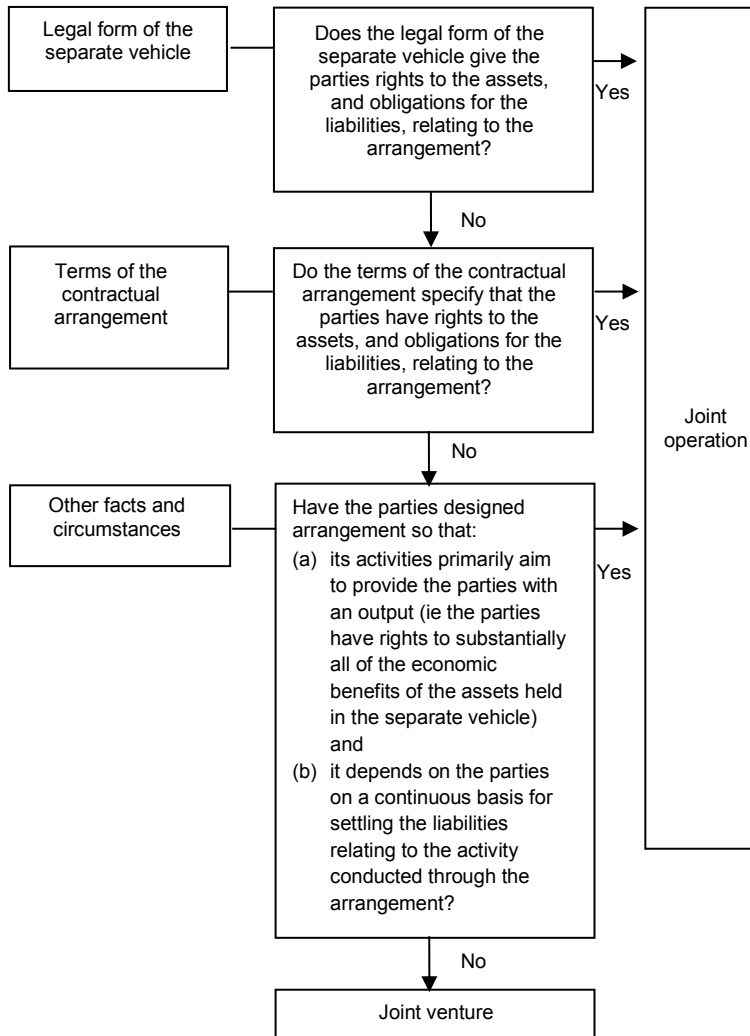 Legal form of the
separate vehicle
Does the legal form of the
separate vehicle give the
parties rights to the assets,
and obligations for the
liabilities, relating to the
arrangement?
Yes
No
Terms of the
contractual
arrangement
Do the terms of the contractual
arrangement specify that the
parties have rights to the
assets, and obligations for the
liabilities, relating to the
arrangement?
Yes
Joint
operation
No
Other facts and
circumstances
Have the parties designed
arrangement so that:
(a) its activities primarily aim
to provide the parties with
an output (ie the parties
have rights to substantially
all of the economic
benefits of the assets held
in the separate vehicle)
and
(b) it depends on the parties
on a continuous basis for
settling the liabilities
relating to the activity
conducted through the
arrangement?
Yes
No
Joint venture